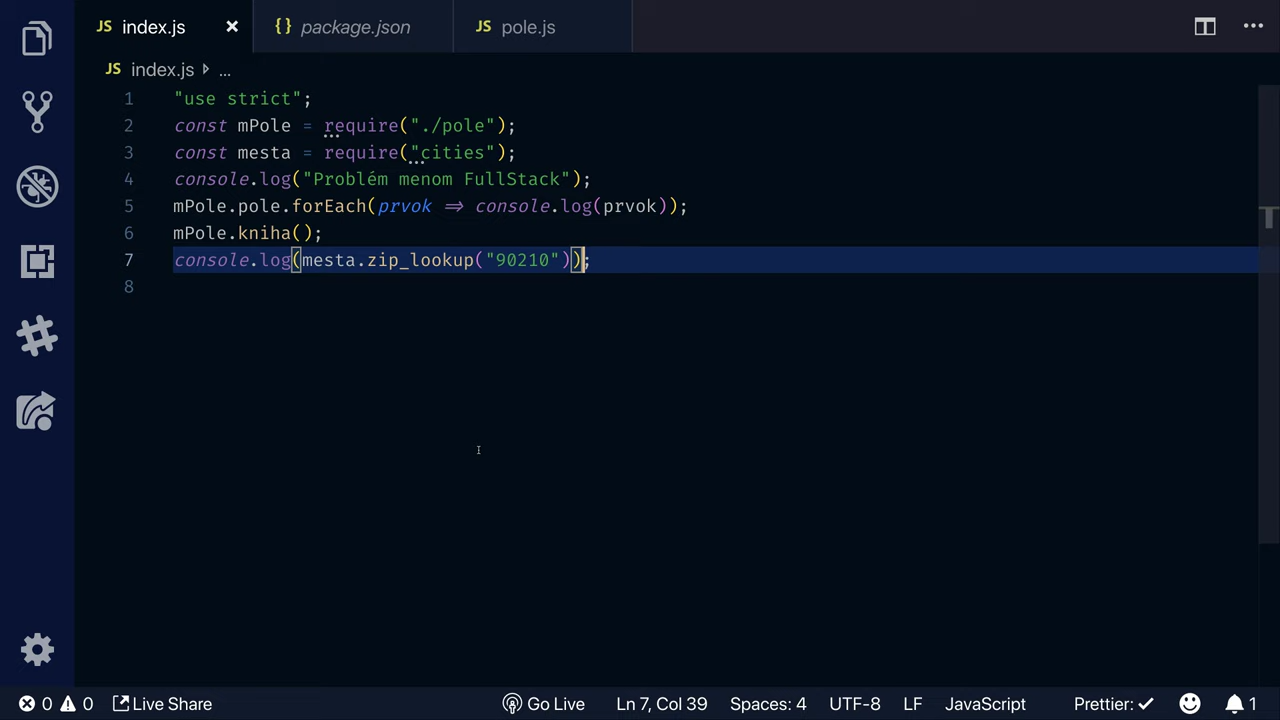 JS index.js × {} package.json JS pole.js
JS index.js ...
1 "use strict";
2 const mPole = require("./pole");
3 const mesta = require("cities");
4 console.log("Problém menom FullStack");
5 mPole.pole.forEach(prvok => console.log(prvok));
6 mPole.kniha();
7 console.log(mesta.zip_lookup("90210"));
8
0 0 Live Share Go Live Ln 7, Col 39 Spaces: 4 UTF-8 LF JavaScript Prettier: ✓ 1